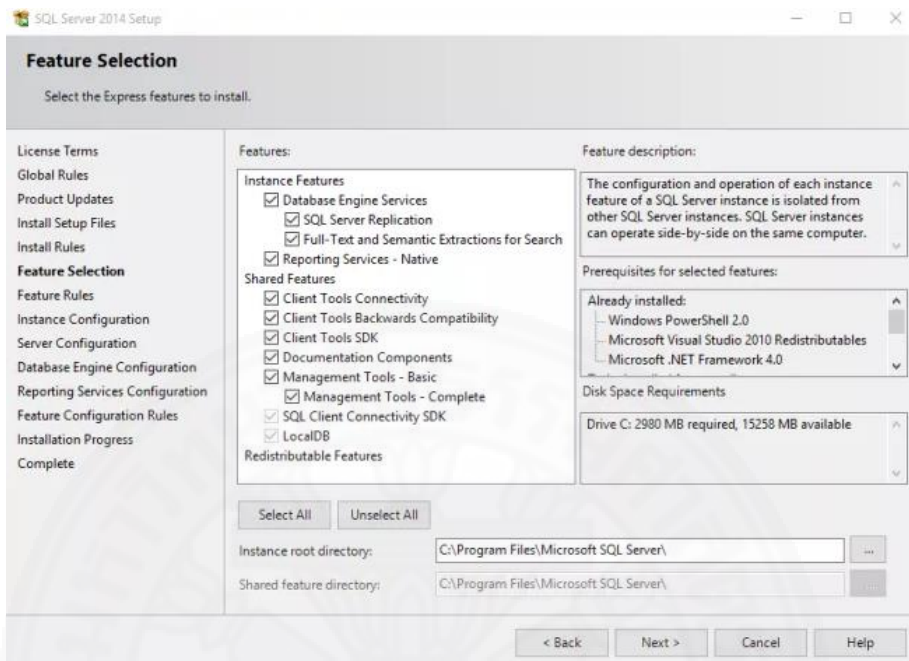 SQL Server 2014 Setup
Feature Selection
Select the Express features to install.
License Terms
Global Rules
Product Updates
Install Setup Files
Install Rules
Feature Selection
Feature Rules
Instance Configuration
Server Configuration
Database Engine Configuration
Reporting Services Configuration
Feature Configuration Rules
Installation Progress
Complete
Features:
Instance Features
Database Engine Services
SQL Server Replication
Full-Text and Semantic Extractions for Search
Reporting Services - Native
Shared Features
Client Tools Connectivity
Client Tools Backwards Compatibility
Client Tools SDK
Documentation Components
Management Tools - Basic
Management Tools - Complete
SQL Client Connectivity SDK
LocalDB
Redistributable Features
Feature description:
The configuration and operation of each instance
feature of a SQL Server instance is isolated from
other SQL Server instances. SQL Server instances
can operate side-by-side on the same computer.
Prerequisites for selected features:
Already installed:
Windows PowerShell 2.0
Microsoft Visual Studio 2010 Redistributables
Microsoft .NET Framework 4.0
Disk Space Requirements
Drive C: 2980 MB required, 15258 MB available
Select All
Unselect All
Instance root directory:
C:\Program Files\Microsoft SQL Server\
...
Shared feature directory:
C:\Program Files\Microsoft SQL Server\
...
< Back
Next >
Cancel
Help